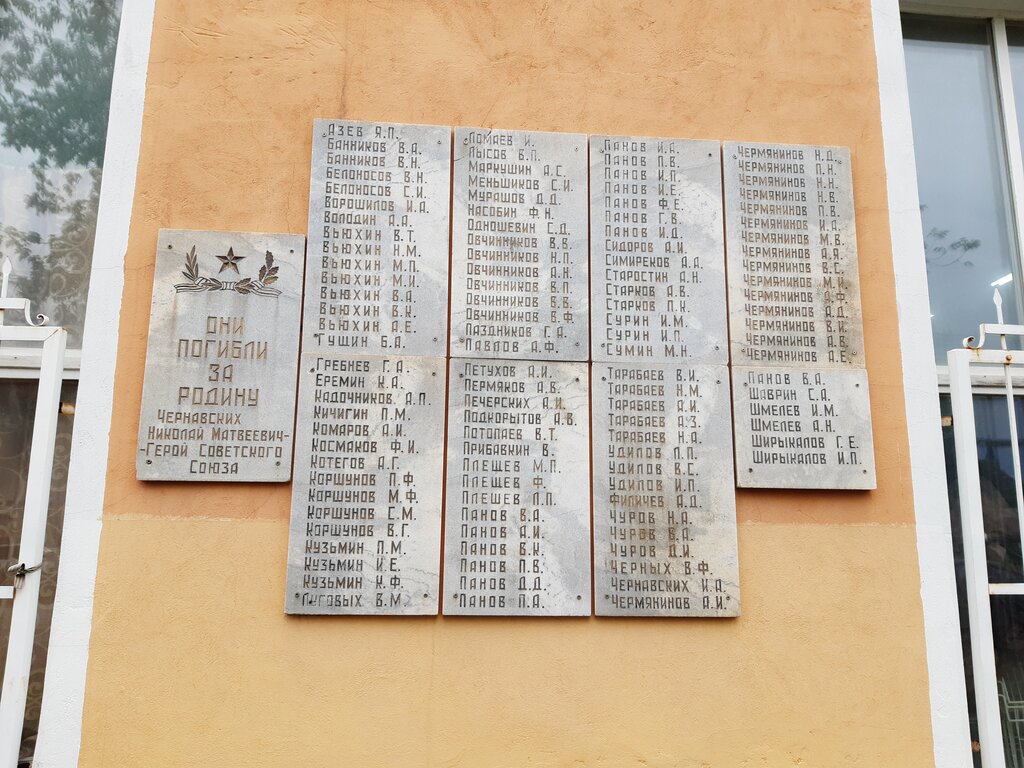 ОНИ
ПОГИБЛИ
ЗА
РОДИНУ
ЧЕРНАВСКИХ
НИКОЛАЙ МАТВЕЕВИЧ-
-ГЕРОЙ СОВЕТСКОГО
СОЮЗА
АЗЕВ Я.П.
БАННИКОВ В.А.
БАННИКОВ В.Н.
БЕЛОНОСОВ В.Н.
БЕЛОНОСОВ С.И.
ВОРОШИЛОВ И.А.
ВОЛОДИН А.А.
ВЬЮХИН В.Т.
ВЬЮХИН Н.М.
ВЬЮХИН М.П.
ВЬЮХИН М.И.
ВЬЮХИН В.А.
ВЬЮХИН В.К.
ВЬЮХИН А.Е.
ГУЩИН Б.А.
ГРЕБНЕВ Г.А.
ЕРЕМИН К.А.
КАДОЧНИКОВ А.П.
КИЧИГИН П.М.
КОМАРОВ А.И.
КОСМАКОВ Ф.И.
КОТЕГОВ А.Г.
КОРШУНОВ П.Ф.
КОРШУНОВ М.Ф.
КОРШУНОВ С.М.
КОРШУНОВ В.Г.
КУЗЬМИН П.М.
КУЗЬМИН И.Е.
КУЗЬМИН К.Ф.
ЛУГОВЫХ В.М.
ЛОМАЕВ И.
ЛЫСОВ В.П.
МАРКУШИН А.С.
МЕНЬШИКОВ С.И.
МУРАШОВ Д.Д.
НАСОБИН Ф.Н.
ОДНОШЕВИН С.Д.
ОВЧИННИКОВ В.В.
ОВЧИННИКОВ Н.П.
ОВЧИННИКОВ А.Н.
ОВЧИННИКОВ В.П.
ОВЧИННИКОВ В.В.
ОВЧИННИКОВ В.Ф.
ПАЗДНИКОВ Г.А.
ПАВЛОВ А.Ф.
ПЕТУХОВ А.И.
ПЕРМЯКОВ А.В.
ПЕЧЕРСКИХ А.И.
ПОДКОРЫТОВ А.В.
ПОТОПАЕВ В.Т.
ПРИБАВКИН В.
ПЛЕЩЕВ М.П.
ПЛЕЩЕВ Ф.
ПЛЕШЕВ Л.П.
ПАНОВ В.А.
ПАНОВ А.И.
ПАНОВ В.К.
ПАНОВ П.В.
ПАНОВ Д.Д.
ПАНОВ П.А.
ПАНОВ И.А.
ПАНОВ П.В.
ПАНОВ И.П.
ПАНОВ И.Е.
ПАНОВ Ф.Е.
ПАНОВ Г.В.
ПАНОВ И.Д.
СИДОРОВ А.И.
СИМИРЕКОВ А.А.
СТАРОСТИН А.Н.
СТАРКОВ А.В.
СТАРКОВ П.К.
СУРИН И.М.
СУРИН И.П.
СУМИН М.Н.
ТАРАБАЕВ В.И.
ТАРАБАЕВ Н.М.
ТАРАБАЕВ А.И.
ТАРАБАЕВ А.З.
ТАРАБАЕВ Н.А.
УДИЛОВ Л.П.
УДИЛОВ В.С.
УДИЛОВ И.П.
ФИЛИЧЕВ А.Д.
ЧУРОВ Н.А.
ЧУРОВ В.А.
ЧУРОВ Д.И.
ЧЕРНЫХ В.Ф.
ЧЕРНАВСКИХ И.А.
ЧЕРМЯНИНОВ А.И.
ЧЕРМЯНИНОВ Н.Д.
ЧЕРМЯНИНОВ П.Н.
ЧЕРМЯНИНОВ Н.Н.
ЧЕРМЯНИНОВ Н.В.
ЧЕРМЯНИНОВ П.В.
ЧЕРМЯНИНОВ И.А.
ЧЕРМЯНИНОВ М.В.
ЧЕРМЯНИНОВ А.Я.
ЧЕРМЯНИНОВ В.С.
ЧЕРМЯНИНОВ М.И.
ЧЕРМЯНИНОВ А.Ф.
ЧЕРМЯНИНОВ А.Д.
ЧЕРМЯНИНОВ В.И.
ЧЕРМЯНИНОВ А.В.
ЧЕРМЯНИНОВ А.Е.
ПАНОВ В.А.
ШАВРИН С.А.
ШМЕЛЕВ И.М.
ШМЕЛЕВ А.Н.
ШИРЫКАЛОВ Г.Е.
ШИРЫКАЛОВ И.П.